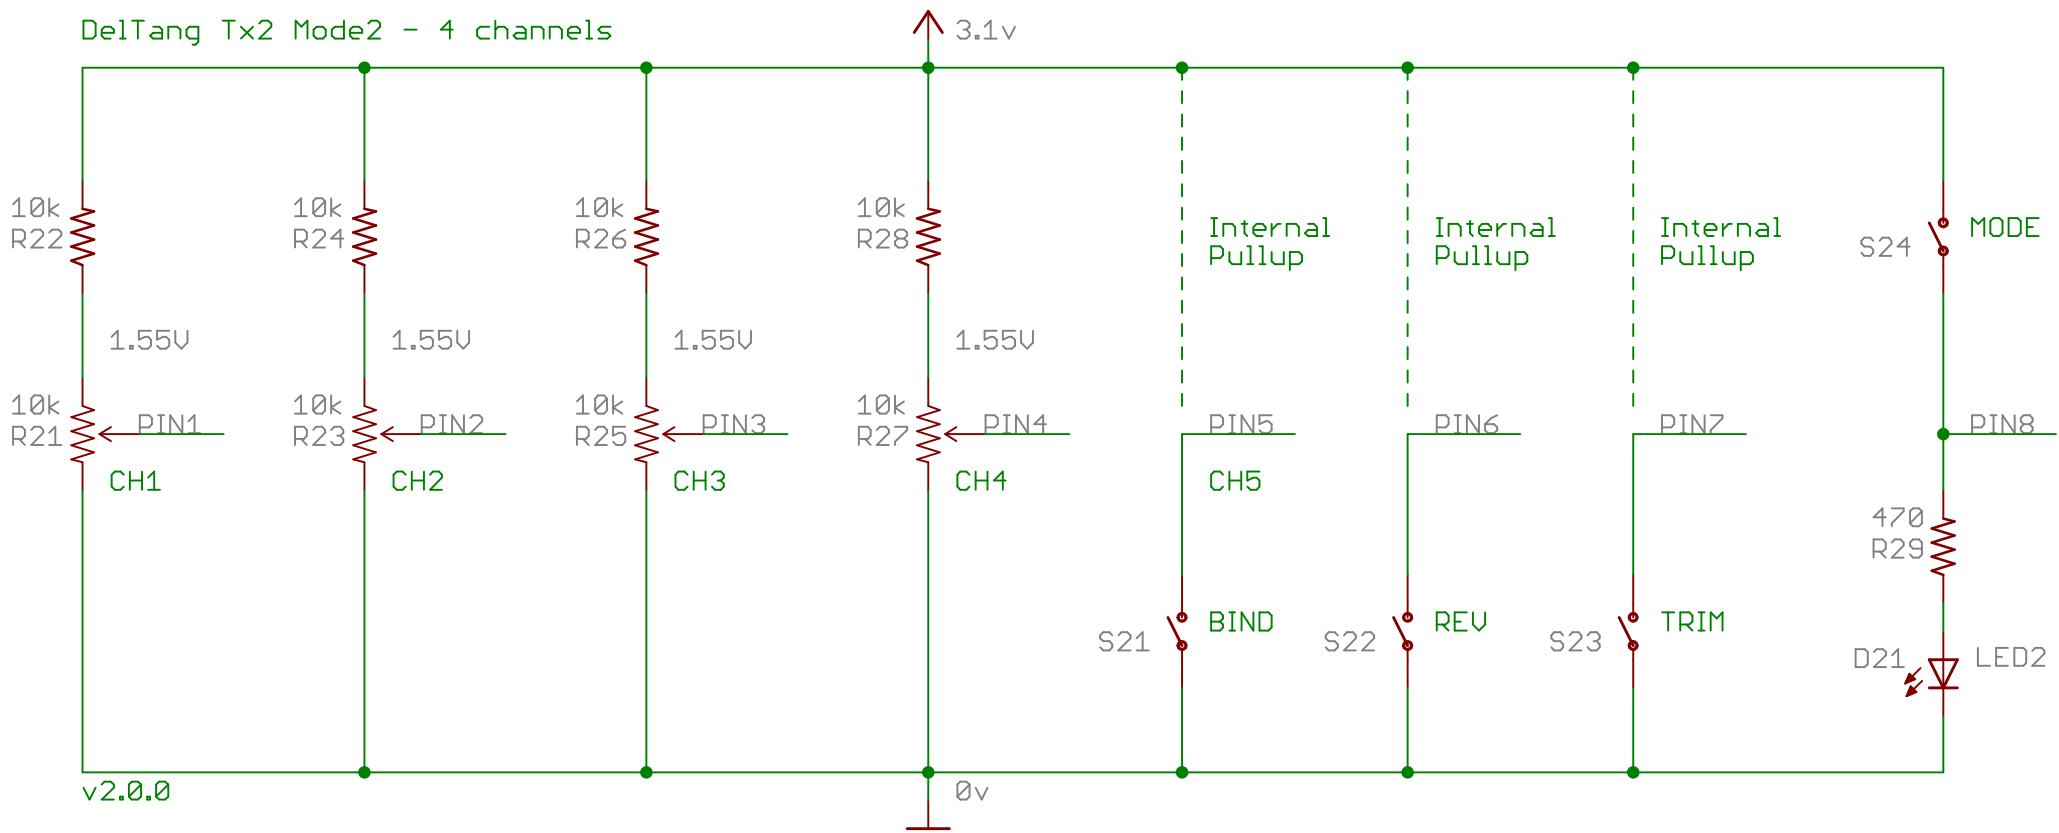 DelTang Tx2 Mode2 - 4 channels
3.1v
10k
R22
10k
R24
10k
R26
10k
R28
Internal
Pullup
Internal
Pullup
Internal
Pullup
S24
MODE
1.55V
1.55V
1.55V
1.55V
10k
R21
PIN1
CH1
10k
R23
PIN2
CH2
10k
R25
PIN3
CH3
10k
R27
PIN4
CH4
PIN5
CH5
PIN6
PIN7
PIN8
470
R29
S21
BIND
S22
REV
S23
TRIM
D21
LED2
v2.0.0
0v